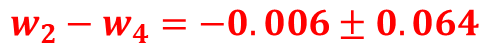 w₂ − w₄ = −0.006 ± 0.064